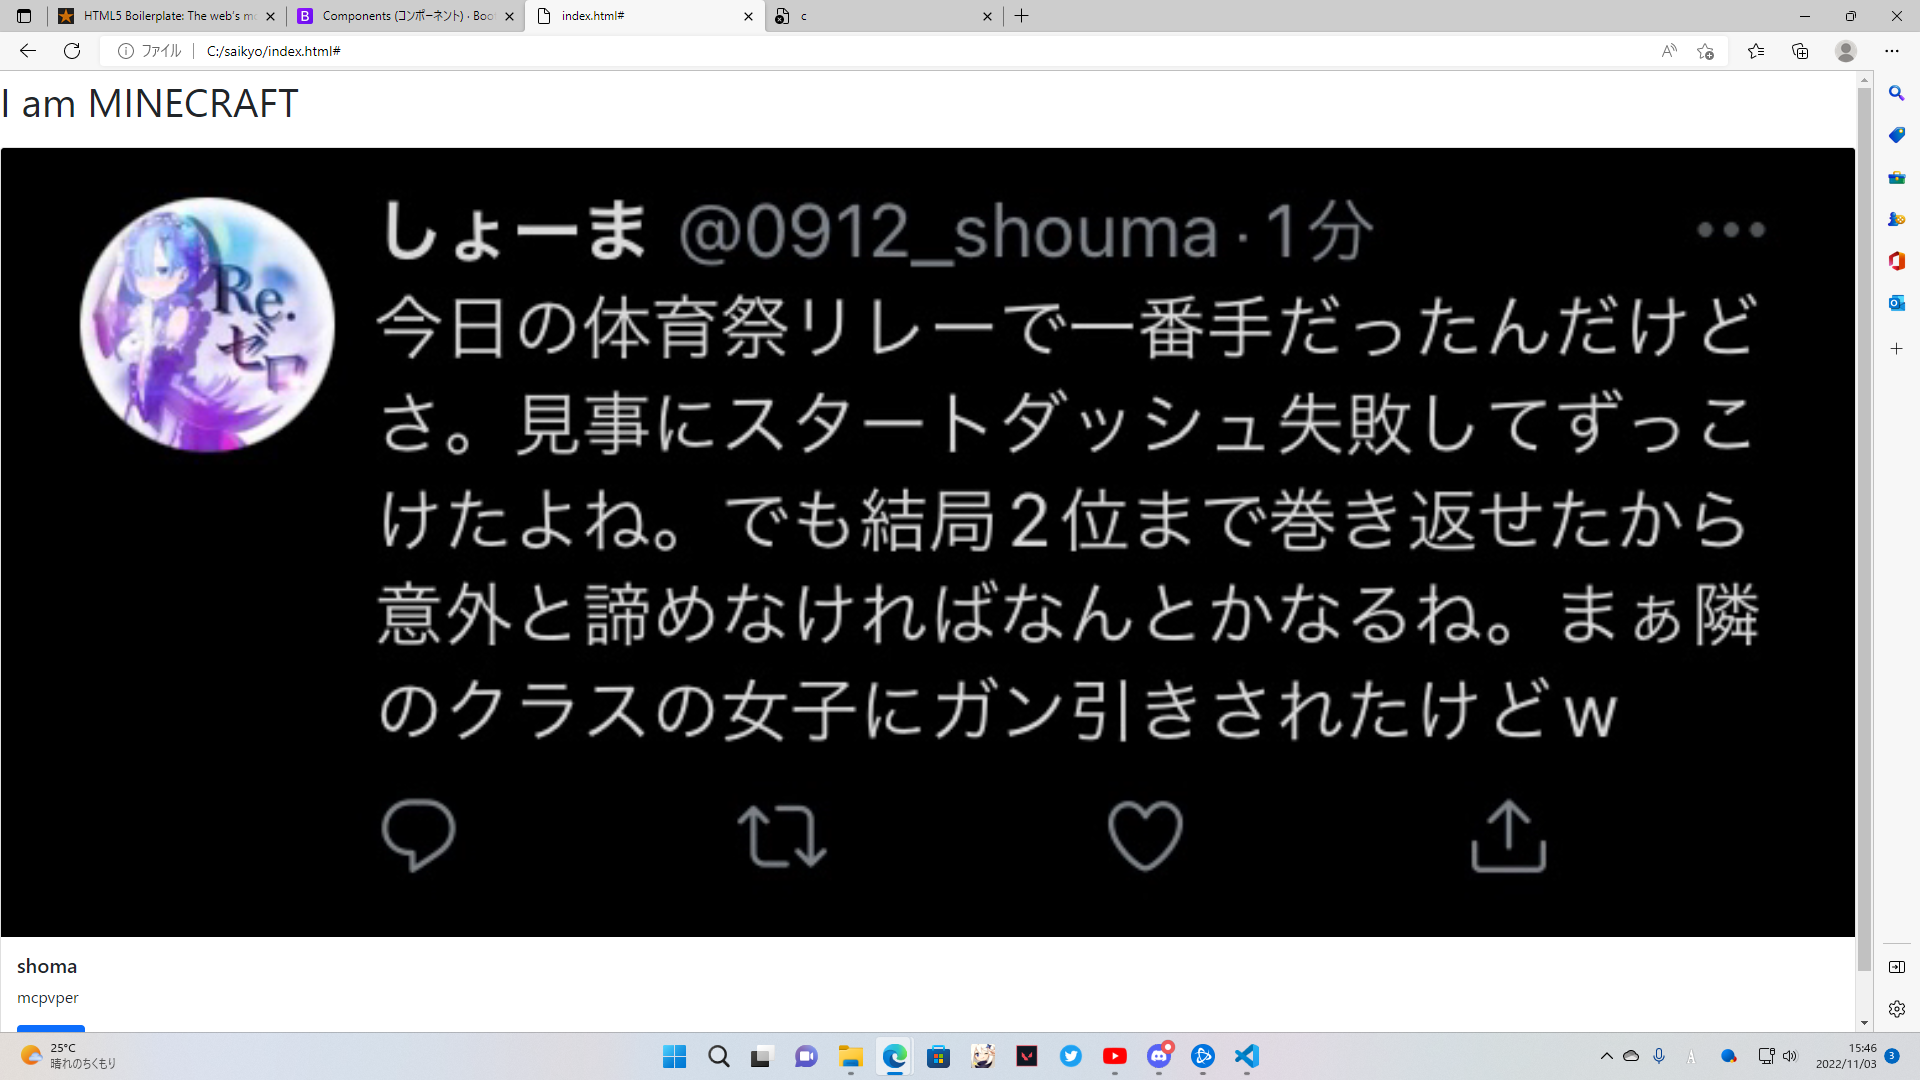 HTML5 Boilerplate: The web's mo
Components (コンポーネント) · Boo
index.html#
c
ファイル
C:/saikyo/index.html#
I am MINECRAFT
Re.
ゼロ
しょーま @0912_shouma · 1分
今日の体育祭リレーで一番手だったんだけど
さ。見事にスタートダッシュ失敗してずっこ
けたよね。でも結局２位まで巻き返せたから
意外と諦めなければなんとかなるね。まぁ隣
のクラスの女子にガン引きされたけどｗ
shoma
mcpvper
25°C
晴れのちくもり
A
15:46
2022/11/03
3